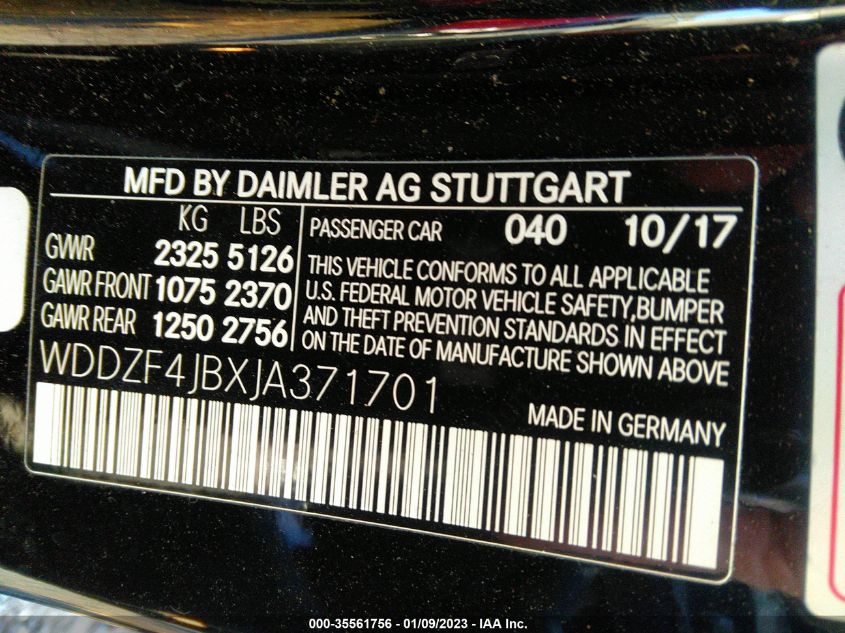 MFD BY DAIMLER AG STUTTGART
KG LBS
GVWR 2325 5126
GAWR FRONT 1075 2370
GAWR REAR 1250 2756
PASSENGER CAR 040 10/17
THIS VEHICLE CONFORMS TO ALL APPLICABLE
U.S. FEDERAL MOTOR VEHICLE SAFETY,BUMPER
AND THEFT PREVENTION STANDARDS IN EFFECT
ON THE DATE OF MANUFACTURE SHOWN ABOVE
WDDZF4JBXJA371701
MADE IN GERMANY
000-35561756 - 01/09/2023 - IAA Inc.